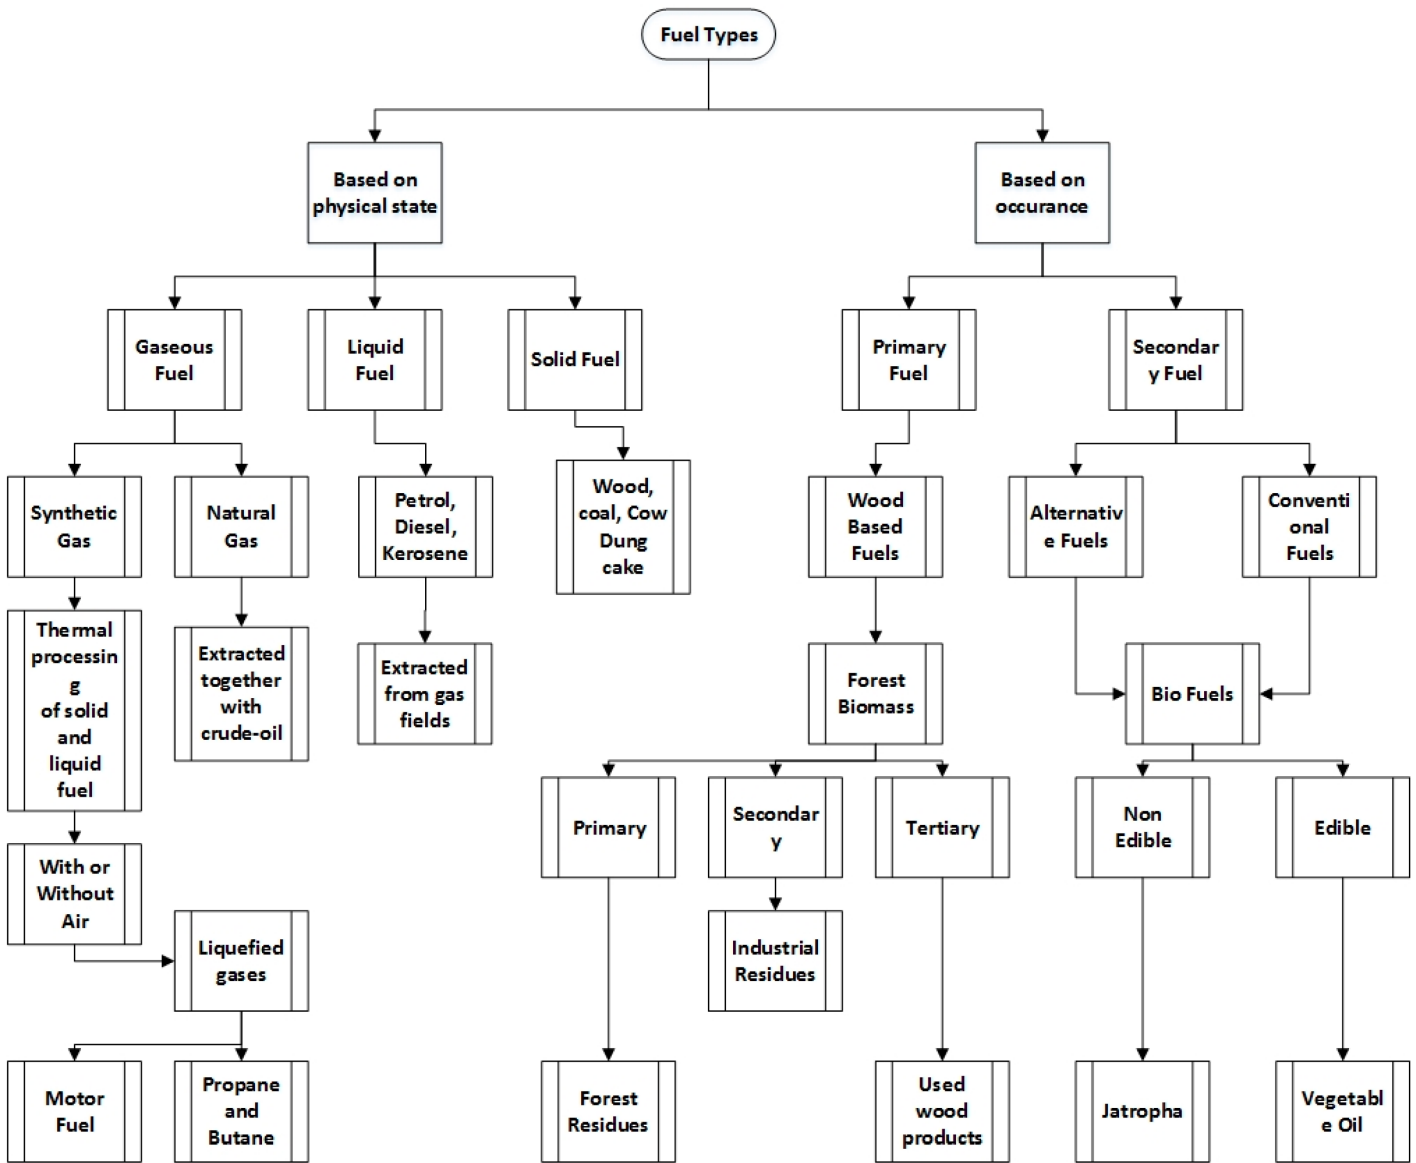 Fuel Types
Based on
physical state
Based on
occurance
Gaseous
Fuel
Liquid
Fuel
Solid Fuel
Primary
Fuel
Secondar
y Fuel
Synthetic
Gas
Natural
Gas
Petrol,
Diesel,
Kerosene
Wood,
coal, Cow
Dung
cake
Wood
Based
Fuels
Alternativ
e Fuels
Conventi
onal
Fuels
Thermal
processin
g
of solid
and
liquid
fuel
Extracted
together
with
crude-oil
Extracted
from gas
fields
Forest
Biomass
Bio Fuels
Primary
Secondar
y
Tertiary
Non
Edible
Edible
With or
Without
Air
Liquefied
gases
Industrial
Residues
Motor
Fuel
Propane
and
Butane
Forest
Residues
Used
wood
products
Jatropha
Vegetabl
e Oil